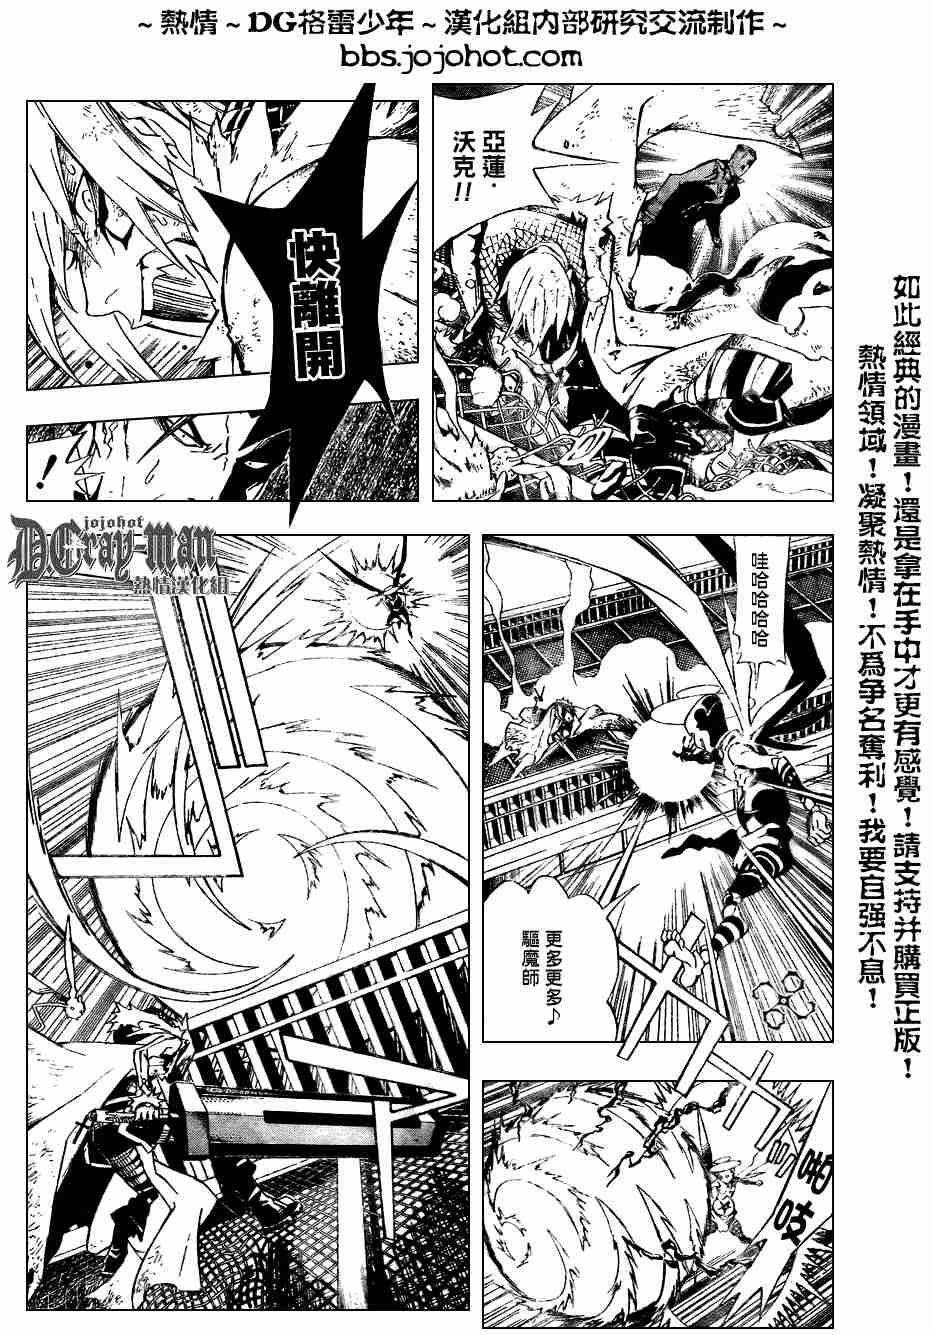 ~熱情~DG格雷少年~漢化組內部研究交流制作~
bbs.jojohot.com
亞蓮·
沃克!!
快離開
!
jojohot
D.Gray-Man
熱情漢化組
哇哈哈哈哈
更多更多♪
驅魔師
啪
吱
如此經典的漫畫！還是拿在手中才更有感覺！請支持并購買正版！
熱情領域！凝聚熱情！不爲争名奪利！我要自强不息！